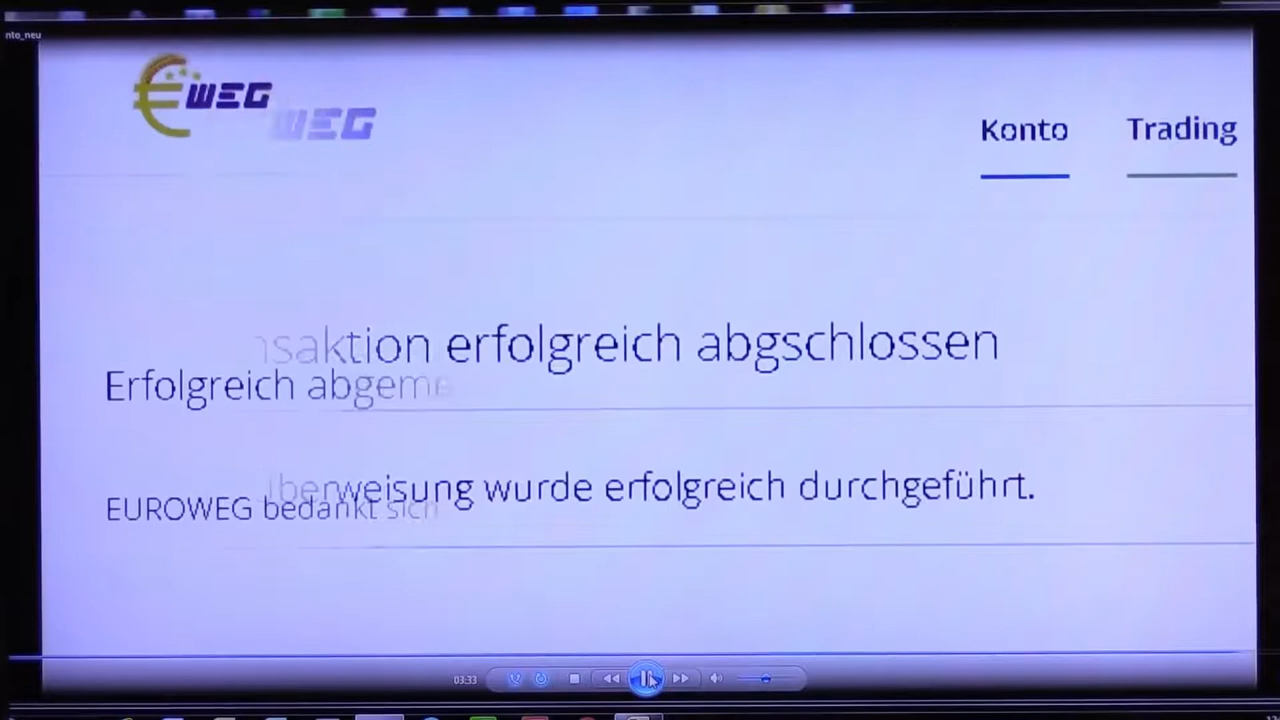 nto_neu
WEG
WEG
Konto
Trading
nsaktion erfolgreich abgschlossen
Erfolgreich abgeme
berweisung wurde erfolgreich durchgeführt.
EUROWEG bedankt sich
03:33